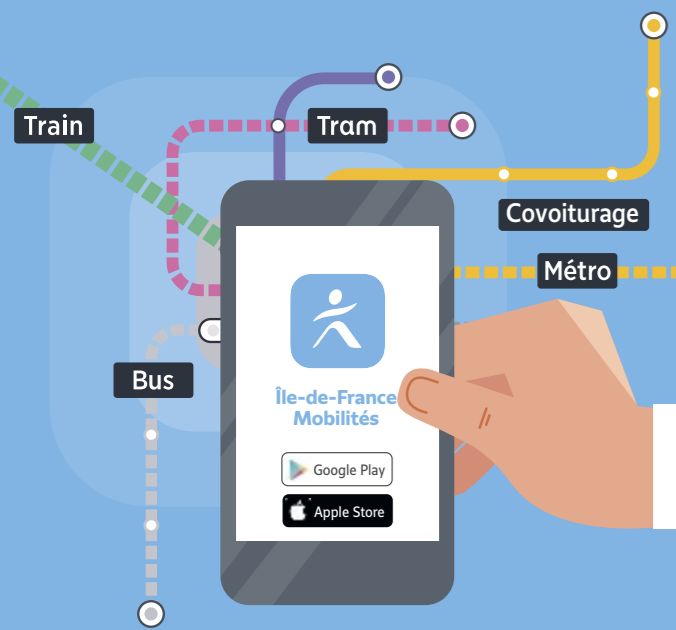 Train
Tram
Covoiturage
Métro
Bus
Île-de-France
Mobilités
Google Play
Apple Store